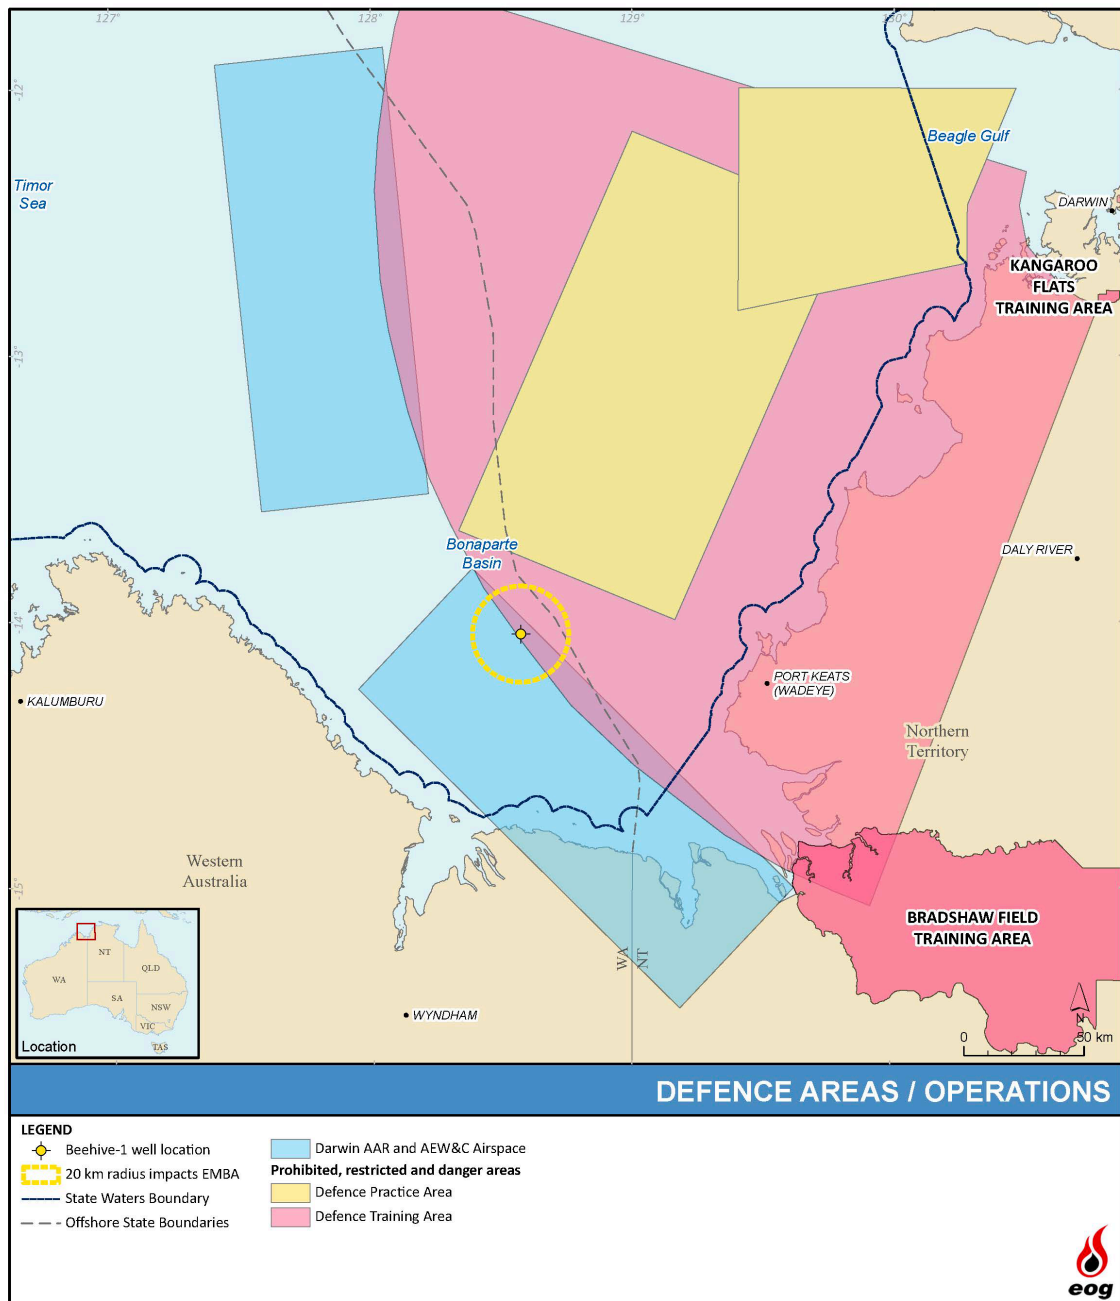 127°
128°
129°
130°
-12°
Beagle Gulf
Timor
Sea
DARWIN
KANGAROO
FLATS
TRAINING AREA
-13°
Bonaparte
Basin
DALY RIVER
-14°
PORT KEATS
(WADEYE)
KALUMBURU
Northern
Territory
Western
Australia
-15°
BRADSHAW FIELD
TRAINING AREA
WA
NT
WYNDHAM
NT
WA
QLD
SA
NSW
VIC
TAS
Location
N
0
50 km
DEFENCE AREAS / OPERATIONS
LEGEND
Beehive-1 well location
20 km radius impacts EMBA
State Waters Boundary
Offshore State Boundaries
Darwin AAR and AEW&C Airspace
Prohibited, restricted and danger areas
Defence Practice Area
Defence Training Area
eog